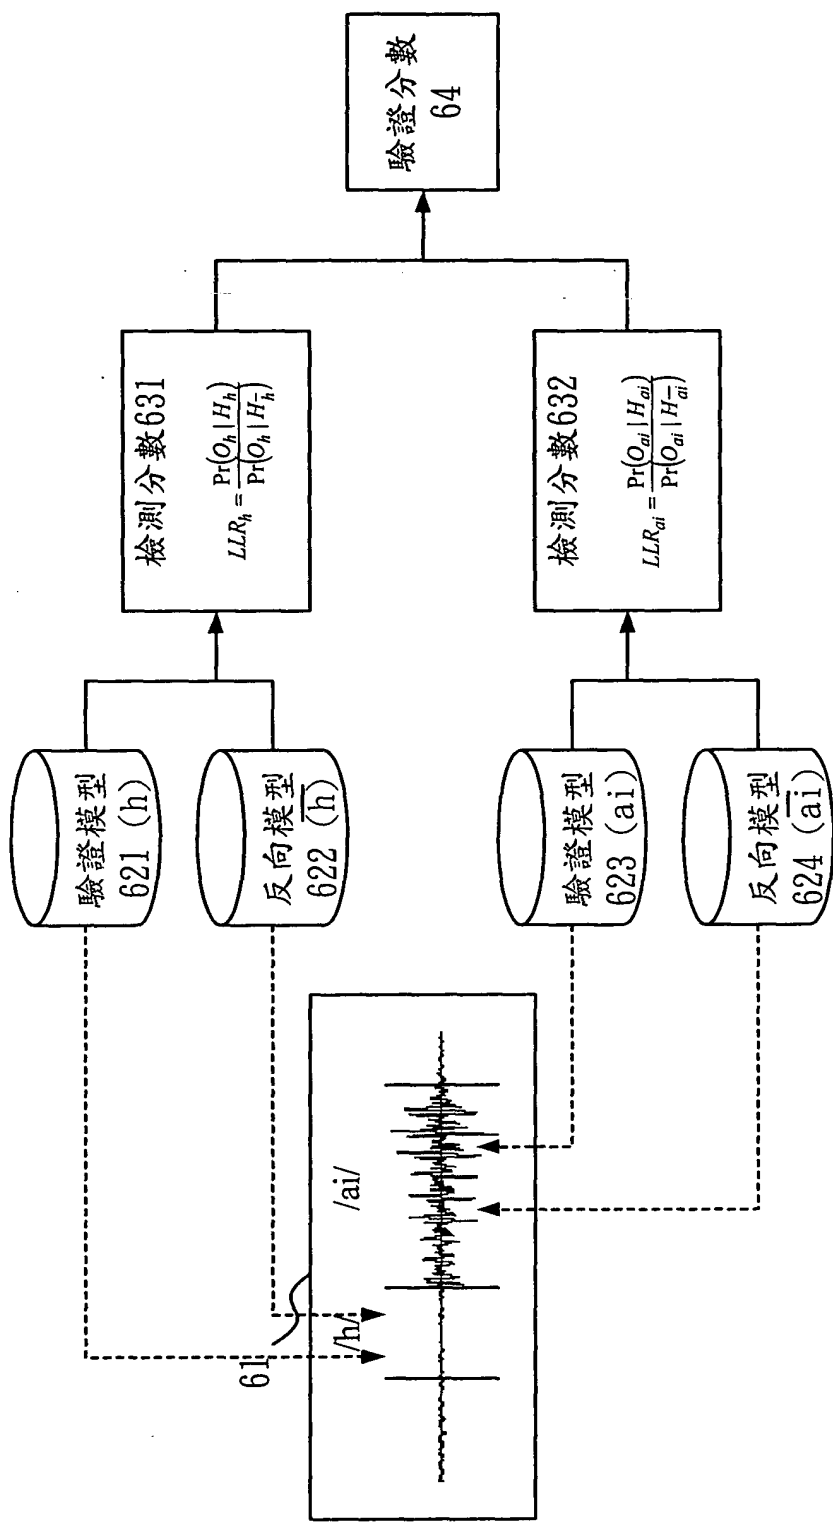 61
/h/
/ai/
驗證模型
621 (h)
反向模型
622 (h̅)
驗證模型
623 (ai)
反向模型
624 (a̅i̅)
檢測分數631
LLR_h = Pr(O_h | H_h) / Pr(O_h | H_h̅)
檢測分數632
LLR_ai = Pr(O_ai | H_ai) / Pr(O_ai | H_a̅i̅)
驗證分數
64